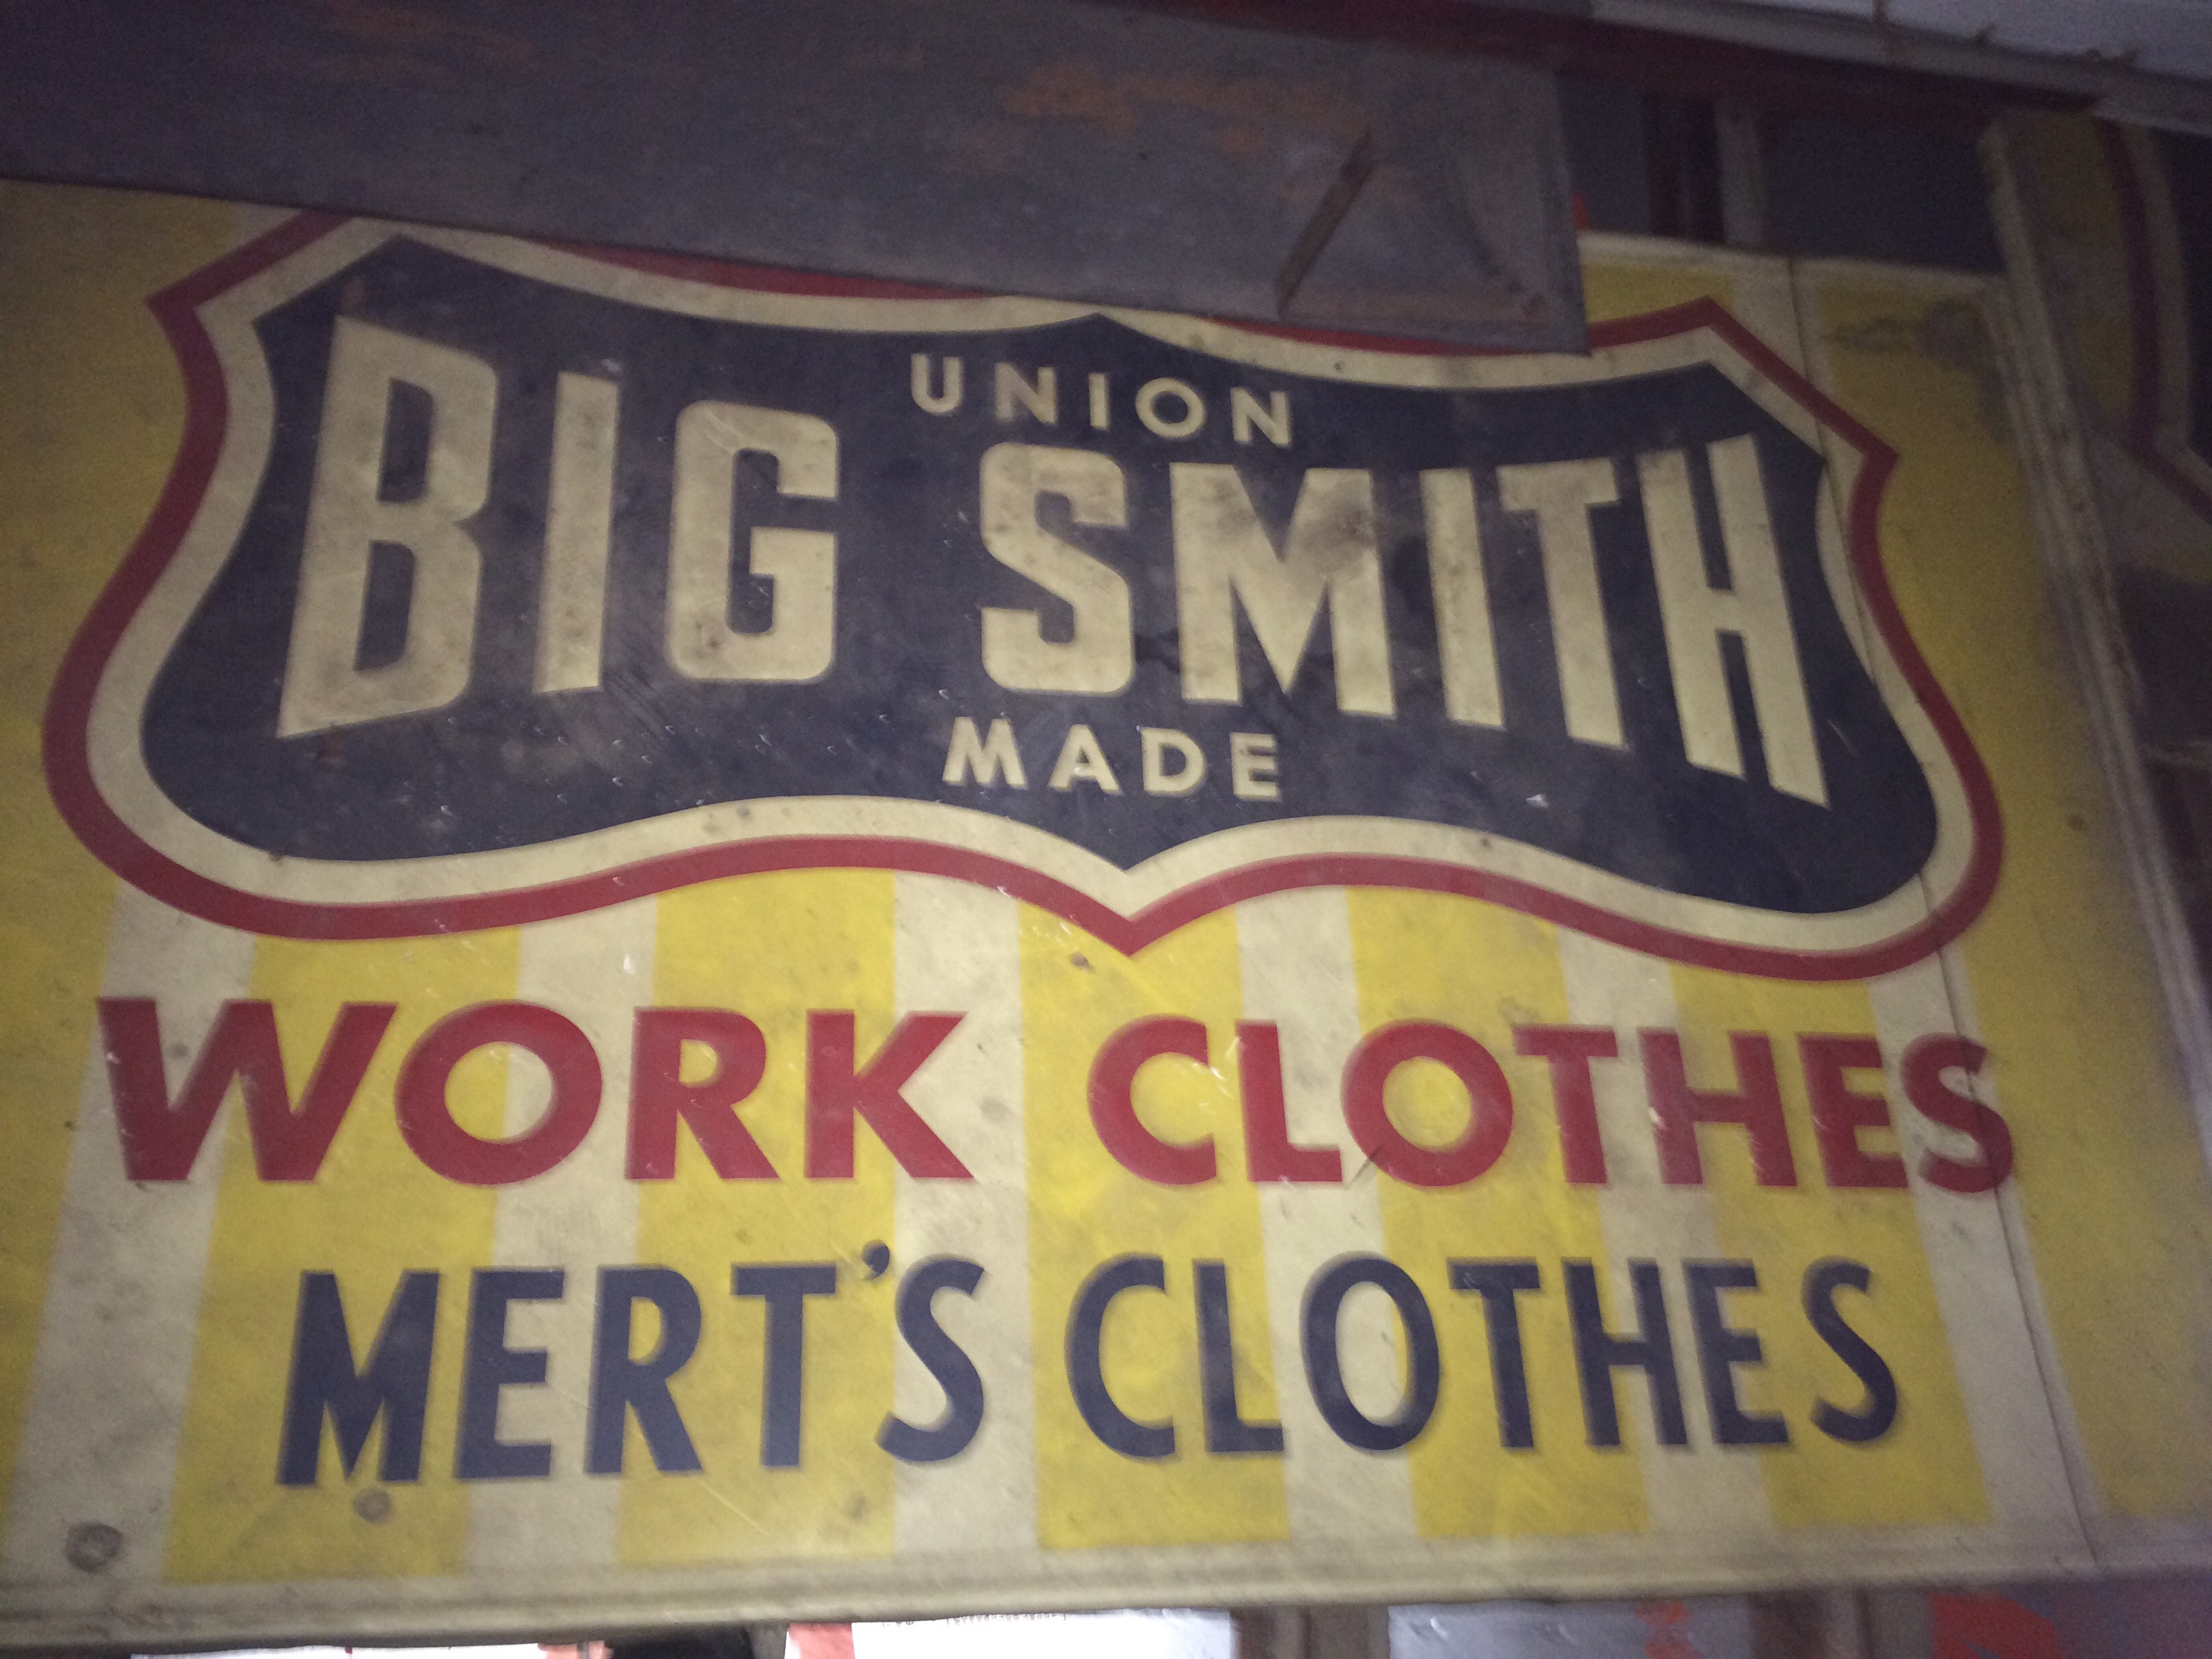 UNION
BIG SMITH
MADE
WORK CLOTHES
MERT'S CLOTHES